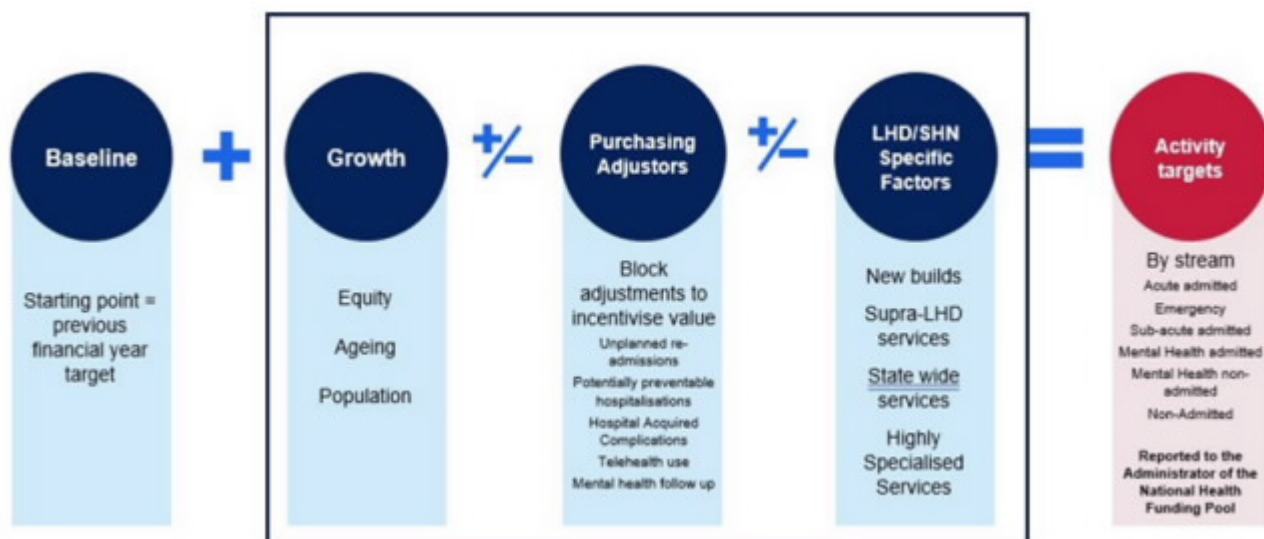 Baseline
+
Growth
+/−
Purchasing
Adjustors
+/−
LHD/SHN
Specific
Factors
=
Activity
targets
Starting point =
previous
financial year
target
Equity
Ageing
Population
Block
adjustments to
incentivise value
Unplanned re-
admissions
Potentially preventable
hospitalisations
Hospital Acquired
Complications
Telehealth use
Mental health follow up
New builds
Supra-LHD
services
State wide
services
Highly
Specialised
Services
By stream
Acute admitted
Emergency
Sub-acute admitted
Mental Health admitted
Mental Health non-
admitted
Non-Admitted
Reported to the
Administrator of the
National Health
Funding Pool